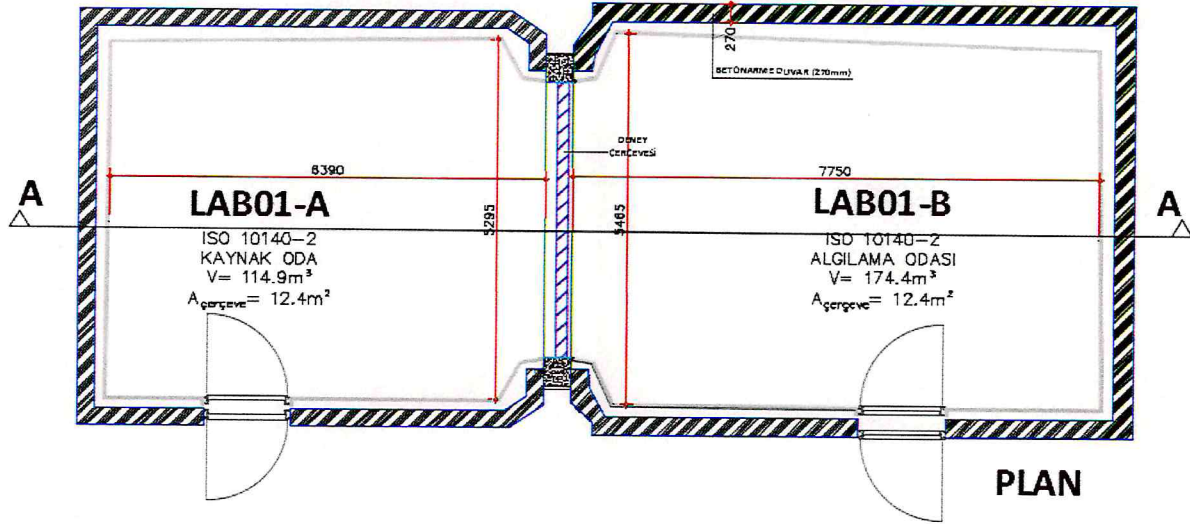 270
BETONARME DUVAR (270mm)
DENEY
ÇERÇEVESİ
6390
7750
A
LAB01-A
5295
5465
LAB01-B
A
ISO 10140-2
KAYNAK ODA
V= 114.9m³
Açerçeve= 12.4m²
ISO 10140-2
ALGILAMA ODASI
V= 174.4m³
Açerçeve= 12.4m²
PLAN